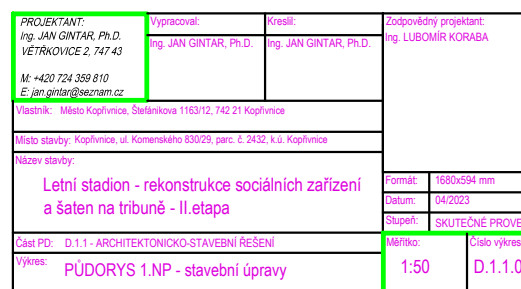 PROJEKTANT:
Ing. JAN GINTAR, Ph.D.
VĚTŘKOVICE 2, 747 43
M: +420 724 359 810
E: jan.gintar@seznam.cz
Vypracoval:
Ing. JAN GINTAR, Ph.D.
Kreslil:
Ing. JAN GINTAR, Ph.D.
Zodpovědný projektant:
Ing. LUBOMÍR KORABA
Vlastník: Město Kopřivnice, Štefánikova 1163/12, 742 21 Kopřivnice
Místo stavby: Kopřivnice, ul. Komenského 830/29, parc. č. 2432, k.ú. Kopřivnice
Název stavby:
Letní stadion - rekonstrukce sociálních zařízení
a šaten na tribuně - II.etapa
Formát: 1680x594 mm
Datum: 04/2023
Stupeň: SKUTEČNÉ PROVE
Část PD: D.1.1 - ARCHITEKTONICKO-STAVEBNÍ ŘEŠENÍ
Výkres: PŮDORYS 1.NP - stavební úpravy
Měřítko:
1:50
Číslo výkres
D.1.1.0